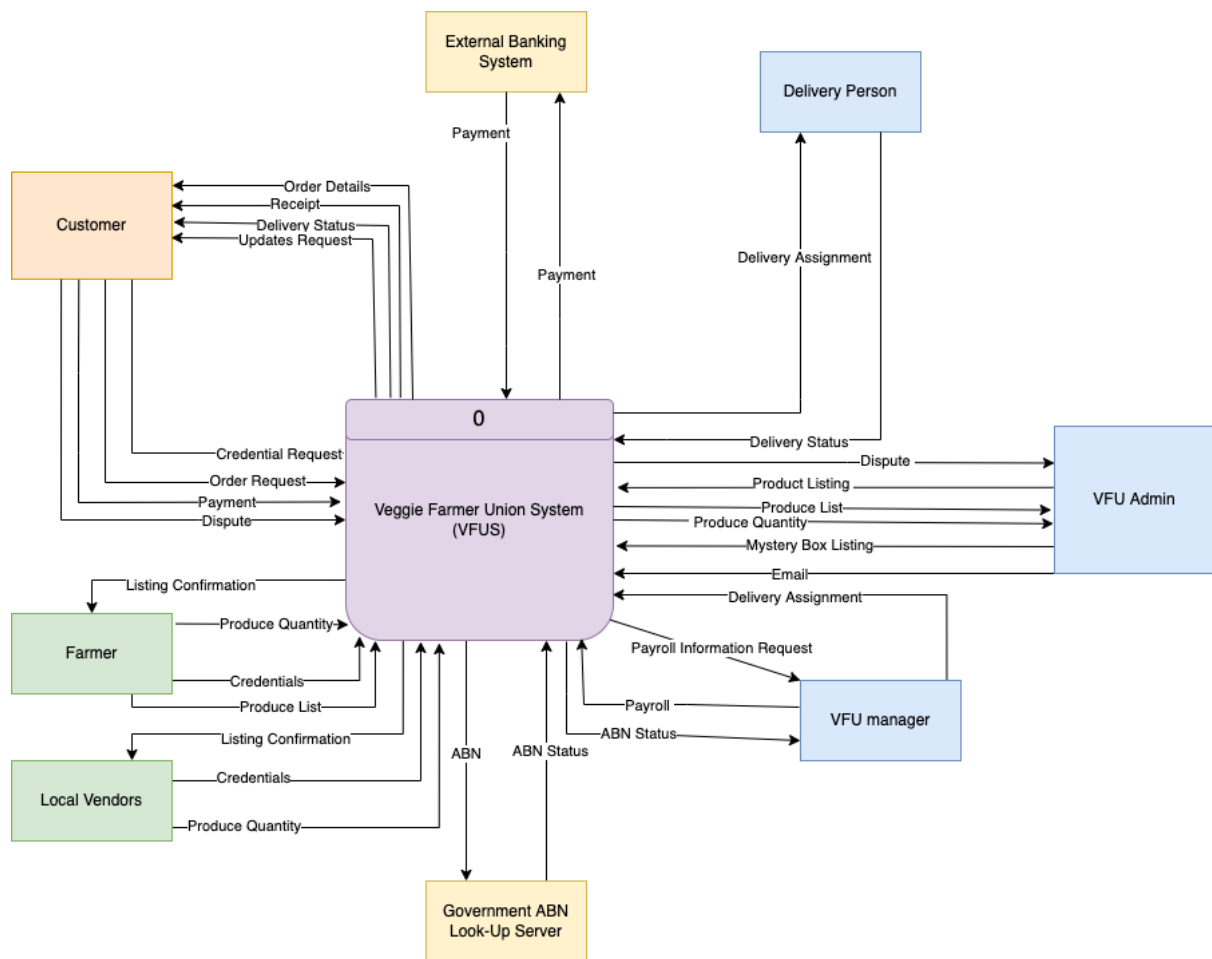 External Banking
System
Delivery Person
Payment
Customer
Order Details
Receipt
Delivery Status
Updates Request
Delivery Assignment
Payment
0
Delivery Status
Credential Request
Dispute
Order Request
Product Listing
Payment
Produce List
VFU Admin
Dispute
Veggie Farmer Union System
(VFUS)
Produce Quantity
Mystery Box Listing
Email
Listing Confirmation
Delivery Assignment
Produce Quantity
Farmer
Payroll Information Request
Credentials
Produce List
Payroll
VFU manager
Listing Confirmation
ABN Status
ABN
ABN Status
Credentials
Local Vendors
Produce Quantity
Government ABN
Look-Up Server